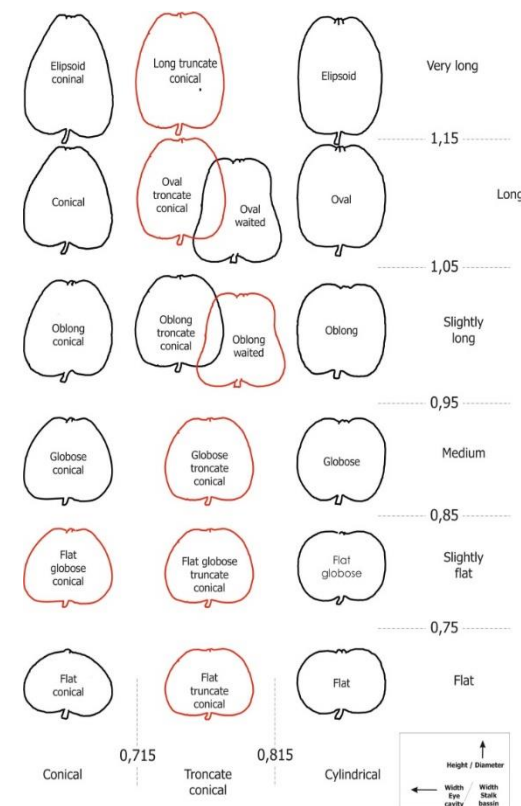 Elipsoid
coninal
Long truncate
conical
Elipsoid
Very long
1,15
Conical
Oval
troncate
conical
Oval
waited
Oval
Long
1,05
Oblong
conical
Oblong
troncate
conical
Oblong
waited
Oblong
Slightly
long
0,95
Globose
conical
Globose
troncate
conical
Globose
Medium
0,85
Flat
globose
conical
Flat globose
truncate
conical
Flat
globose
Slightly
flat
0,75
Flat
conical
Flat
truncate
conical
Flat
Flat
0,715
0,815
Conical
Troncate
conical
Cylindrical
Height / Diameter
Width
Eye
cavity
Width
Stalk
bassin